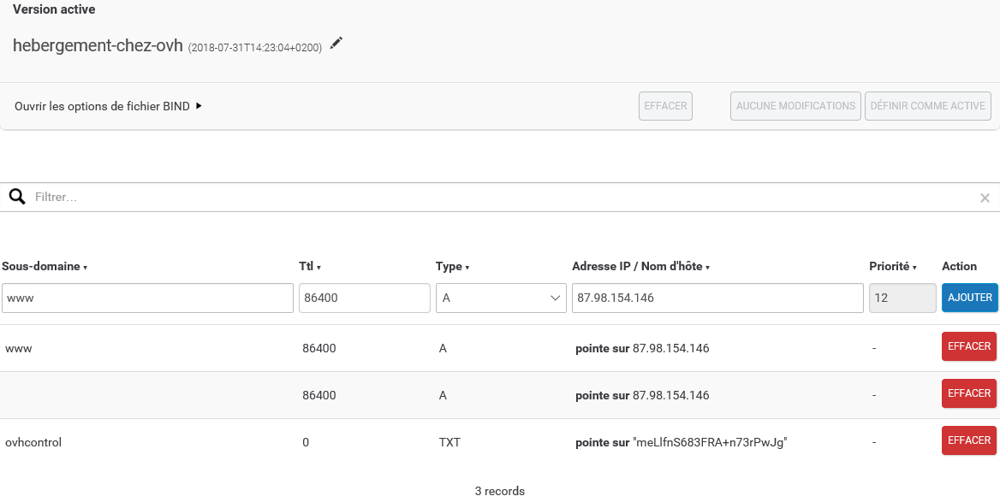 Version active
hebergement-chez-ovh (2018-07-31T14:23:04+0200)
Ouvrir les options de fichier BIND EFFACER AUCUNE MODIFICATIONS DÉFINIR COMME ACTIVE
Filtrer…
Sous-domaine Ttl Type Adresse IP / Nom d'hôte Priorité Action
www 86400 A 87.98.154.146 12 AJOUTER
www 86400 A pointe sur 87.98.154.146 - EFFACER
86400 A pointe sur 87.98.154.146 - EFFACER
ovhcontrol 0 TXT pointe sur "meLlfnS683FRA+n73rPwJg" - EFFACER
3 records